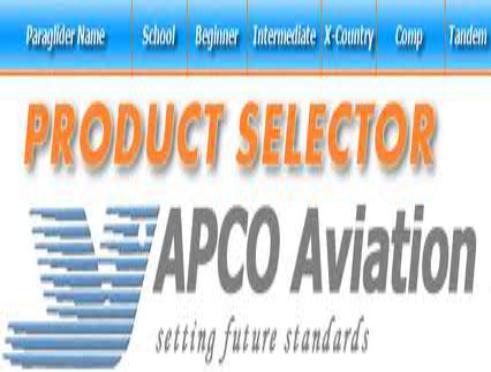 Paraglider Name School Beginner Intermediate X-Country Comp Tandem
PRODUCT SELECTOR
APCO Aviation
setting future standards